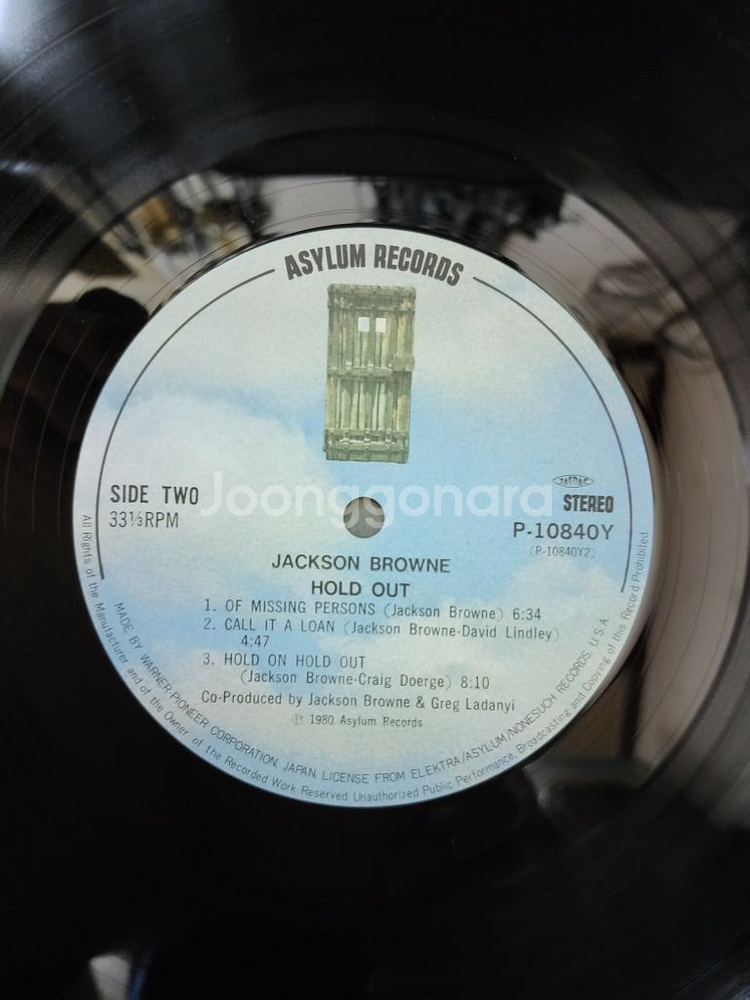 ASYLUM RECORDS
SIDE TWO
33⅓RPM
JASRAC
STEREO
P-10840Y
(P-10840Y2)
Joonggonara
JACKSON BROWNE
HOLD OUT
1. OF MISSING PERSONS (Jackson Browne) 6:34
2. CALL IT A LOAN (Jackson Browne-David Lindley)
4:47
3. HOLD ON HOLD OUT
(Jackson Browne-Craig Doerge) 8:10
Co-Produced by Jackson Browne & Greg Ladanyi
℗ 1980 Asylum Records
MADE BY WARNER-PIONEER CORPORATION, JAPAN. LICENSE FROM ELEKTRA/ASYLUM/NONESUCH RECORDS, U.S.A.
All Rights of the Manufacturer and of the Owner of the Recorded Work Reserved Unauthorized Public Performance, Broadcasting and Copying of this Record Prohibited